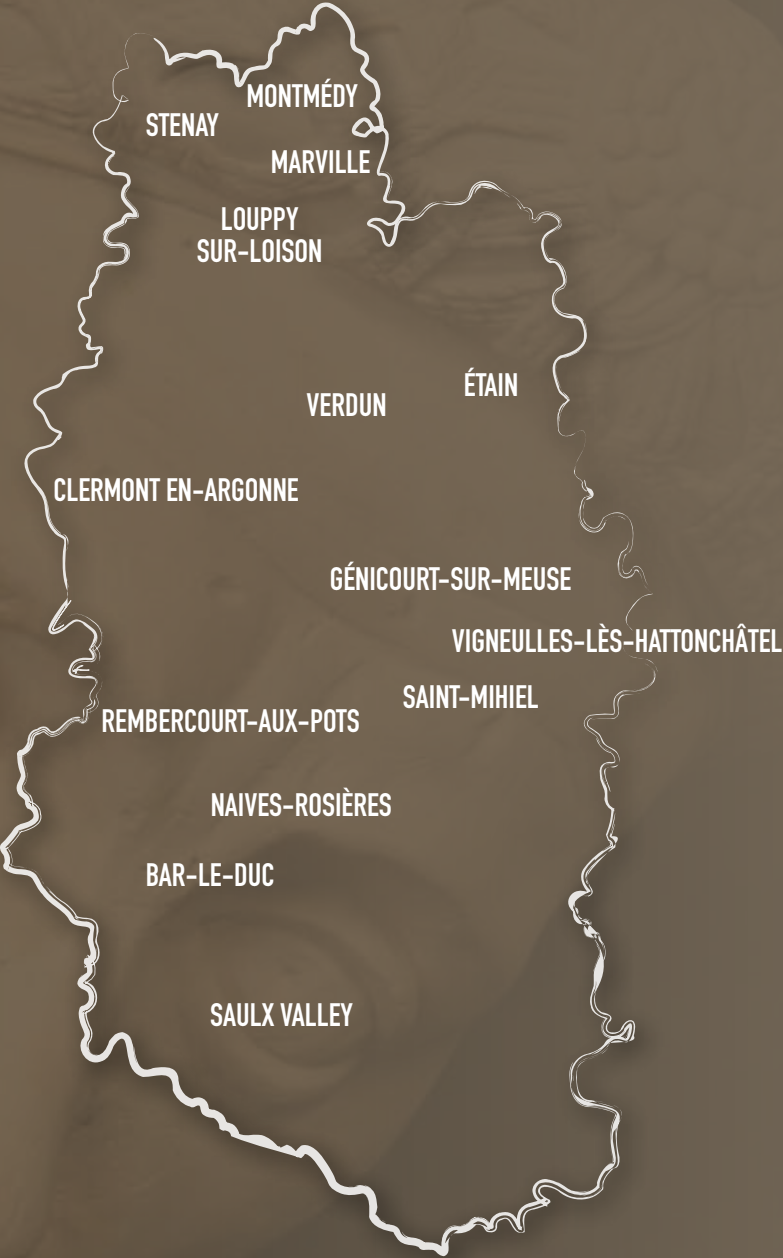 MONTMÉDY
STENAY
MARVILLE
LOUPPY
SUR-LOISON
ÉTAIN
VERDUN
CLERMONT EN-ARGONNE
GÉNICOURT-SUR-MEUSE
VIGNEULLES-LÈS-HATTONCHÂTEL
SAINT-MIHIEL
REMBERCOURT-AUX-POTS
NAIVES-ROSIÈRES
BAR-LE-DUC
SAULX VALLEY